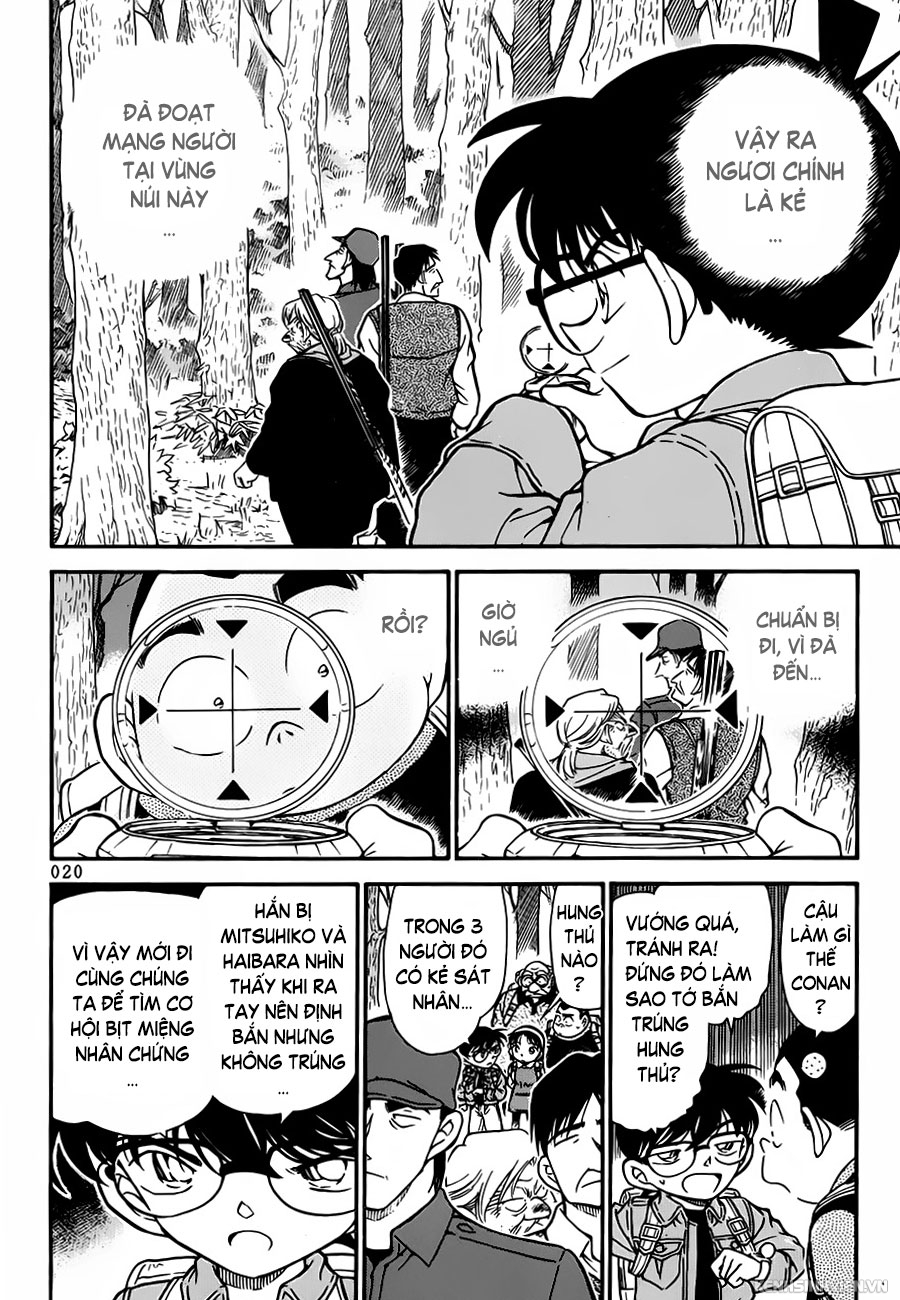 VẬY RA
NGƯƠI CHÍNH
LÀ KẺ
...
ĐÃ ĐOẠT
MẠNG NGƯỜI
TẠI VÙNG
NÚI NÀY
...
CHUẨN BỊ
ĐI, VÌ ĐÃ
ĐẾN...
GIỜ
NGỦ
...
RỒI?
020
CẬU
LÀM GÌ
THẾ
CONAN
?
VƯỚNG QUÁ,
TRÁNH RA!
ĐỨNG ĐÓ LÀM
SAO TỚ BẮN
TRÚNG
HUNG
THỦ?
HUNG
THỦ
NÀO
?
TRONG 3
NGƯỜI ĐÓ
CÓ KẺ SÁT
NHÂN...
HẮN BỊ
MITSUHIKO VÀ
HAIBARA NHÌN
THẤY KHI RA
TAY NÊN ĐỊNH
BẮN NHƯNG
KHÔNG TRÚNG
...
VÌ VẬY MỚI ĐI
CÙNG CHÚNG
TA ĐỂ TÌM CƠ
HỘI BỊT MIỆNG
NHÂN CHỨNG
...